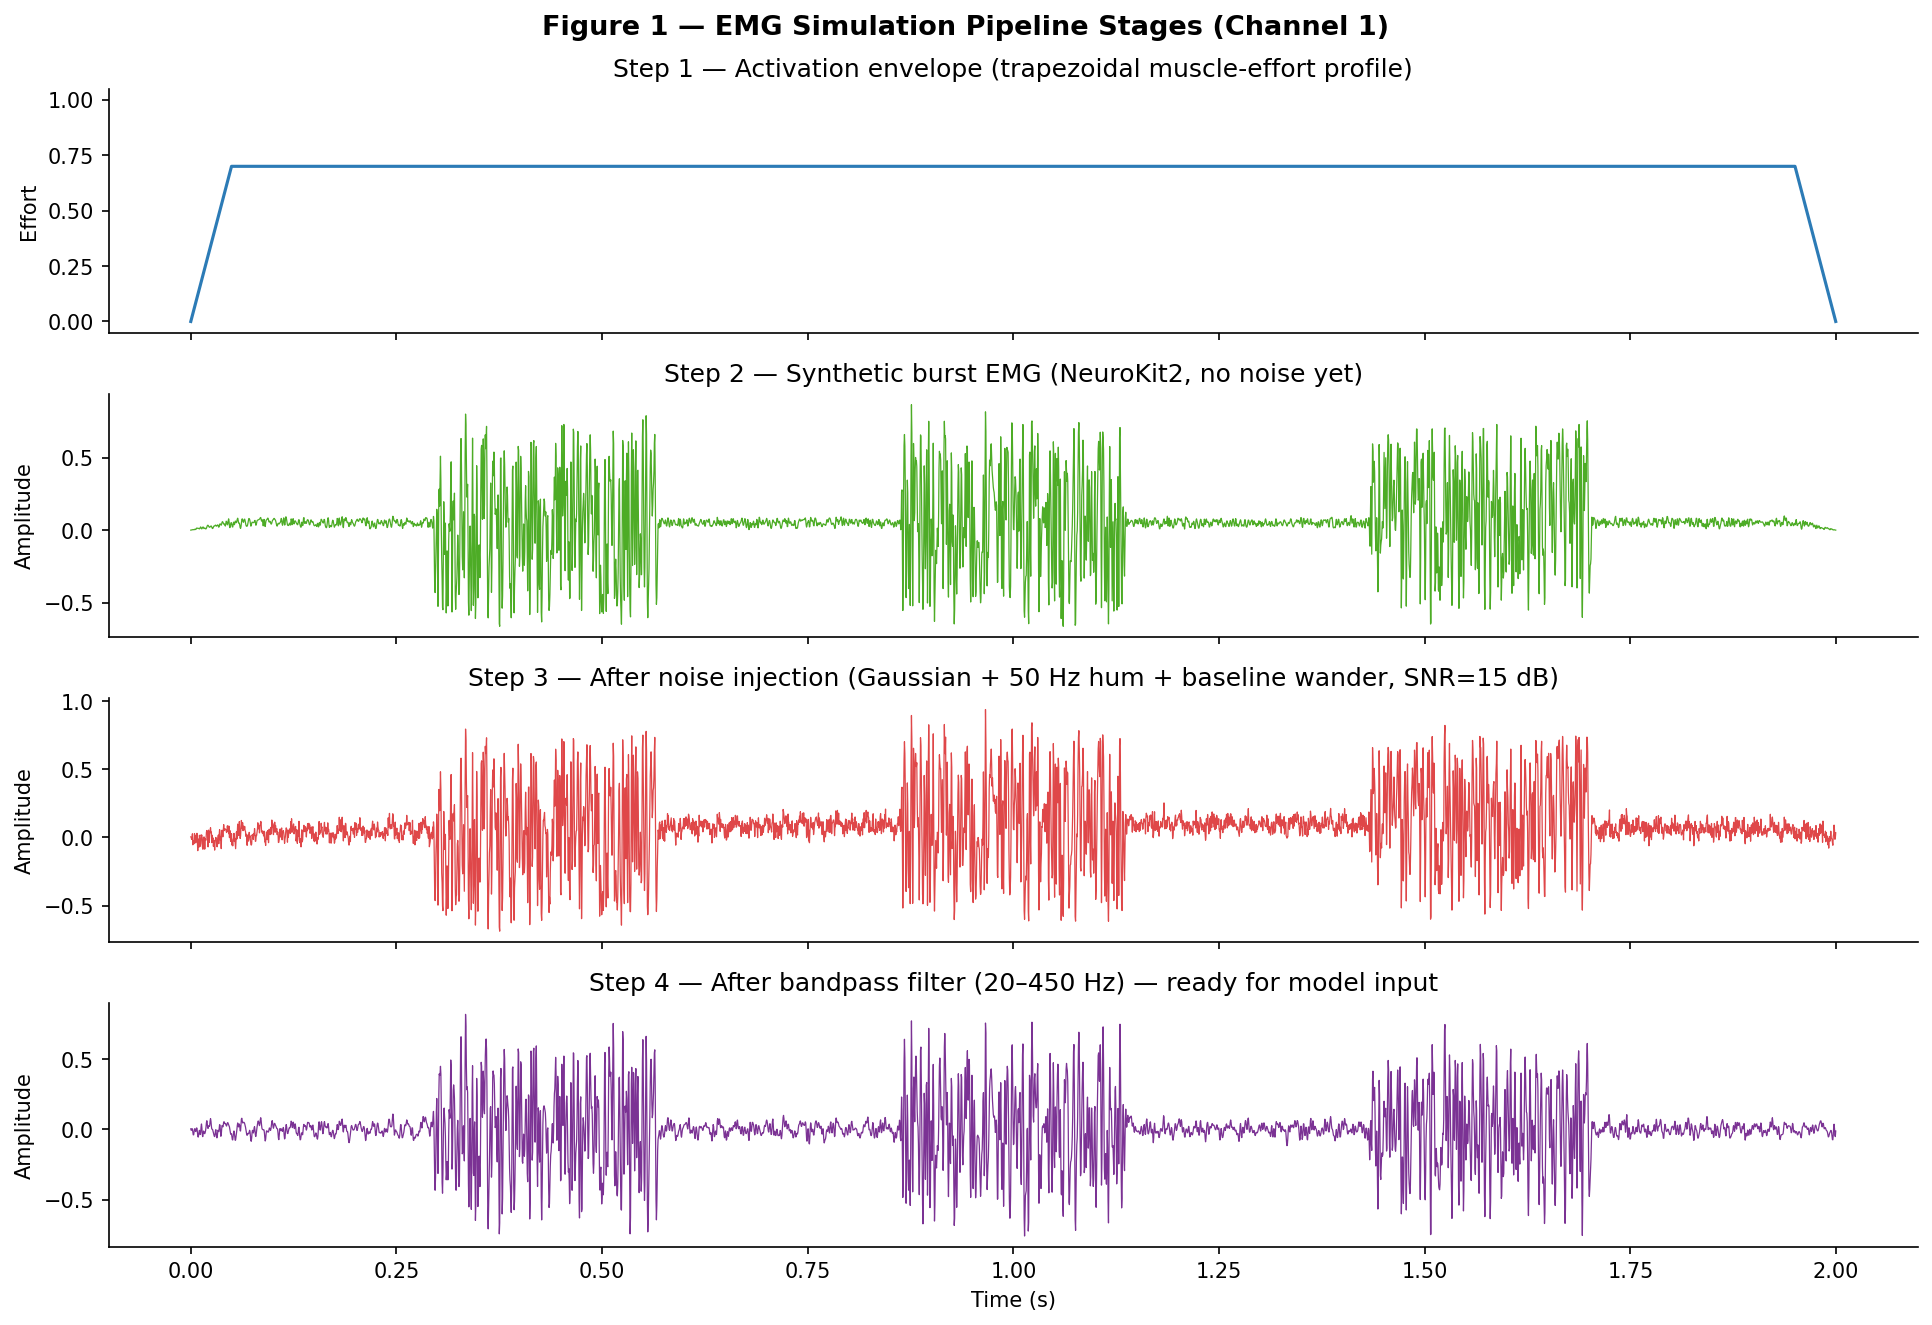 Figure 1 — EMG Simulation Pipeline Stages (Channel 1)
Step 1 — Activation envelope (trapezoidal muscle-effort profile)
1.00
0.75
0.50
0.25
0.00
Effort
Step 2 — Synthetic burst EMG (NeuroKit2, no noise yet)
0.5
0.0
−0.5
Amplitude
Step 3 — After noise injection (Gaussian + 50 Hz hum + baseline wander, SNR=15 dB)
1.0
0.5
0.0
−0.5
Amplitude
Step 4 — After bandpass filter (20–450 Hz) — ready for model input
0.5
0.0
−0.5
Amplitude
0.00 0.25 0.50 0.75 1.00 1.25 1.50 1.75 2.00
Time (s)